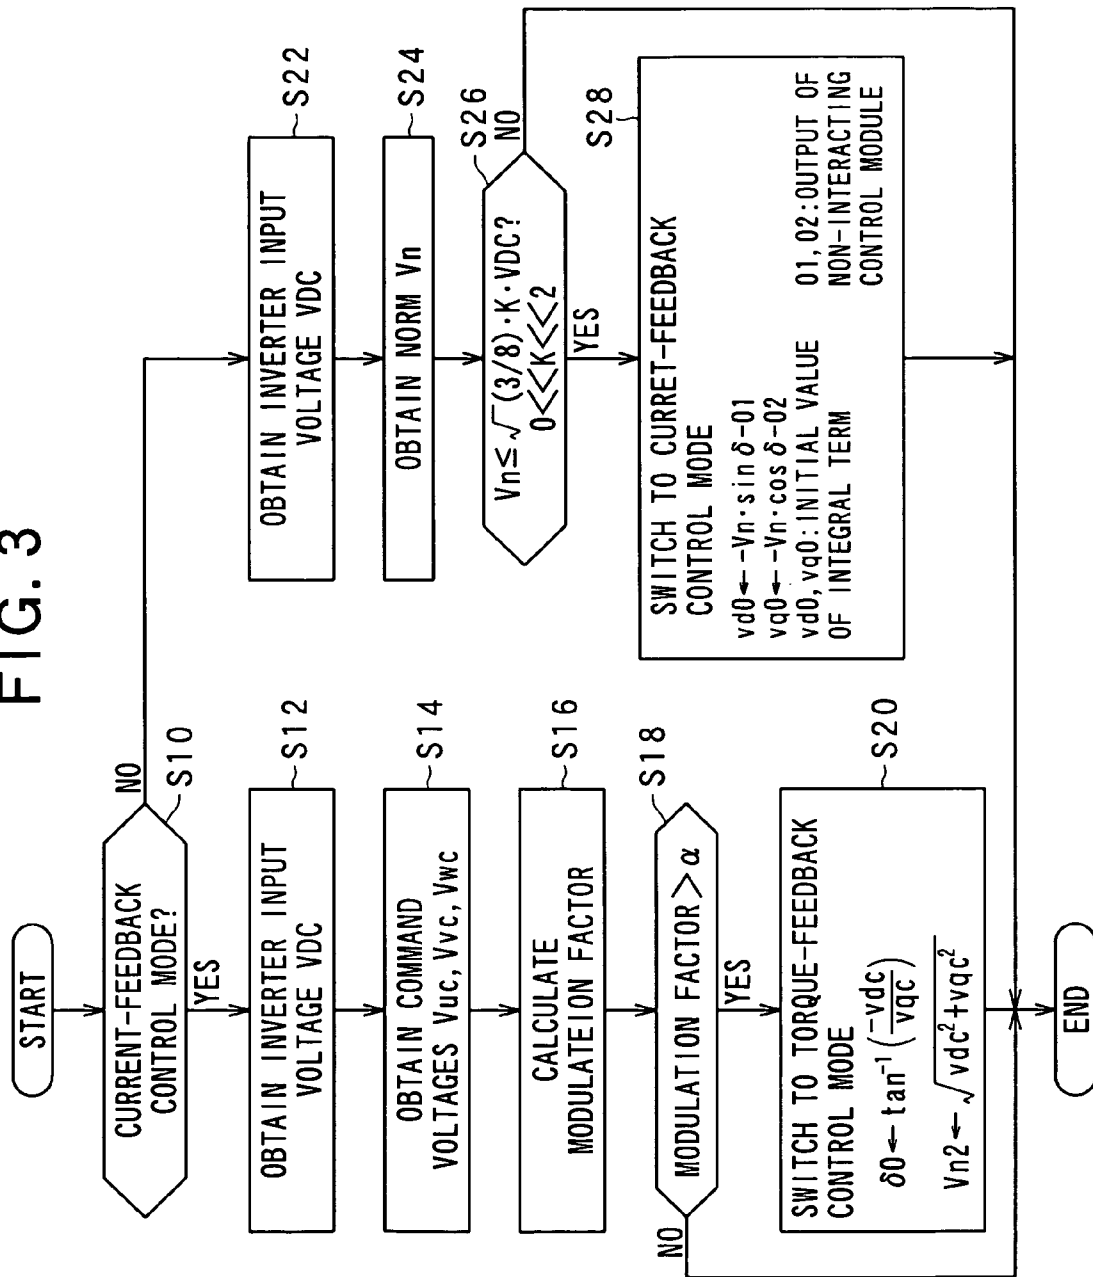 FIG. 3
START
CURRENT-FEEDBACK
CONTROL MODE?
S10
NO
YES
OBTAIN INVERTER INPUT
VOLTAGE VDC
S12
OBTAIN COMMAND
VOLTAGES Vuc, Vvc, Vwc
S14
CALCULATE
MODULATEION FACTOR
S16
MODULATION FACTOR > α
S18
NO
YES
SWITCH TO TORQUE-FEEDBACK
CONTROL MODE
δ0 ← tan⁻¹(-vdc/vqc)
Vn2 ← √vdc²+vqc²
S20
OBTAIN INVERTER INPUT
VOLTAGE VDC
S22
OBTAIN NORM Vn
S24
Vn≤√(3/8)·K·VDC?
0<<K<<<2
S26
NO
YES
SWITCH TO CURRET-FEEDBACK
CONTROL MODE
vd0 ← -Vn·sinδ-01
vq0 ← -Vn·cosδ-02
vd0, vq0:INITIAL VALUE
OF INTEGRAL TERM
01, 02:OUTPUT OF
NON-INTERACTING
CONTROL MODULE
S28
END